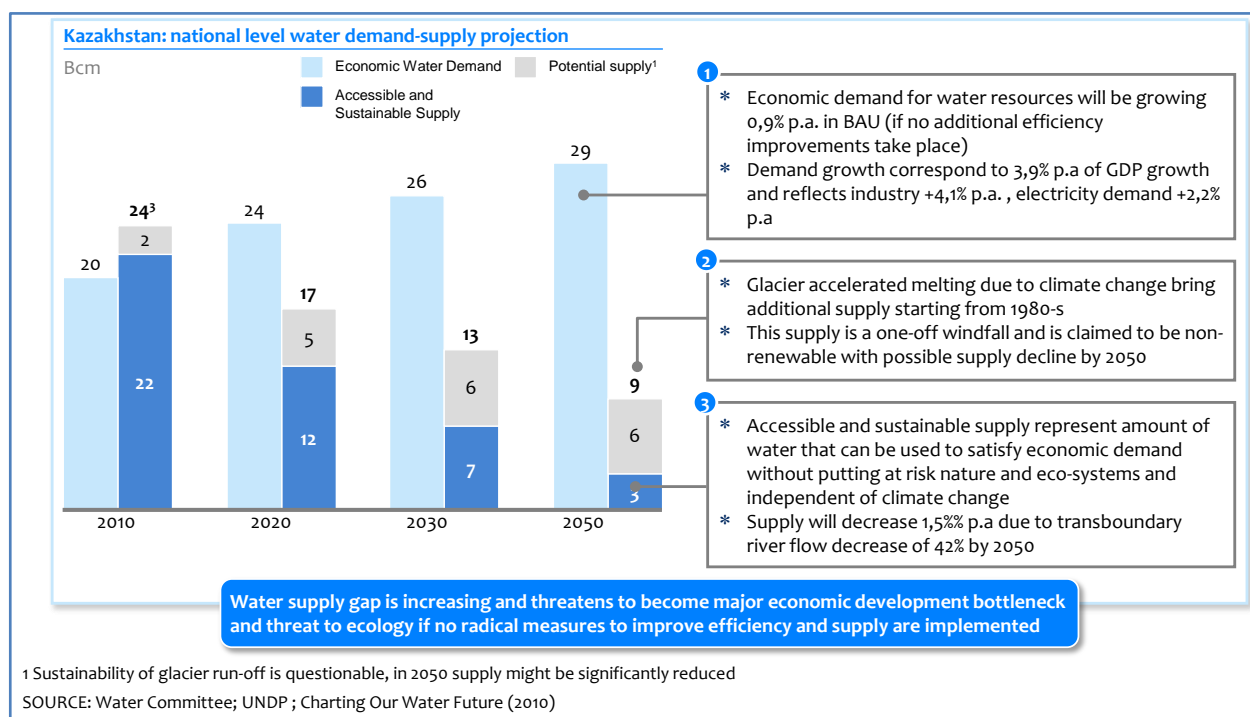 Kazakhstan: national level water demand-supply projection
Bcm
Economic Water Demand
Potential supply¹
Accessible and
Sustainable Supply
20
24³
2
22
2010
24
17
5
12
2020
26
13
6
7
2030
29
9
6
3
2050
1
* Economic demand for water resources will be growing
0,9% p.a. in BAU (if no additional efficiency
improvements take place)
* Demand growth correspond to 3,9% p.a of GDP growth
and reflects industry +4,1% p.a. , electricity demand +2,2%
p.a
2
* Glacier accelerated melting due to climate change bring
additional supply starting from 1980-s
* This supply is a one-off windfall and is claimed to be non-
renewable with possible supply decline by 2050
3
* Accessible and sustainable supply represent amount of
water that can be used to satisfy economic demand
without putting at risk nature and eco-systems and
independent of climate change
* Supply will decrease 1,5%% p.a due to transboundary
river flow decrease of 42% by 2050
Water supply gap is increasing and threatens to become major economic development bottleneck
and threat to ecology if no radical measures to improve efficiency and supply are implemented
1 Sustainability of glacier run-off is questionable, in 2050 supply might be significantly reduced
SOURCE: Water Committee; UNDP ; Charting Our Water Future (2010)